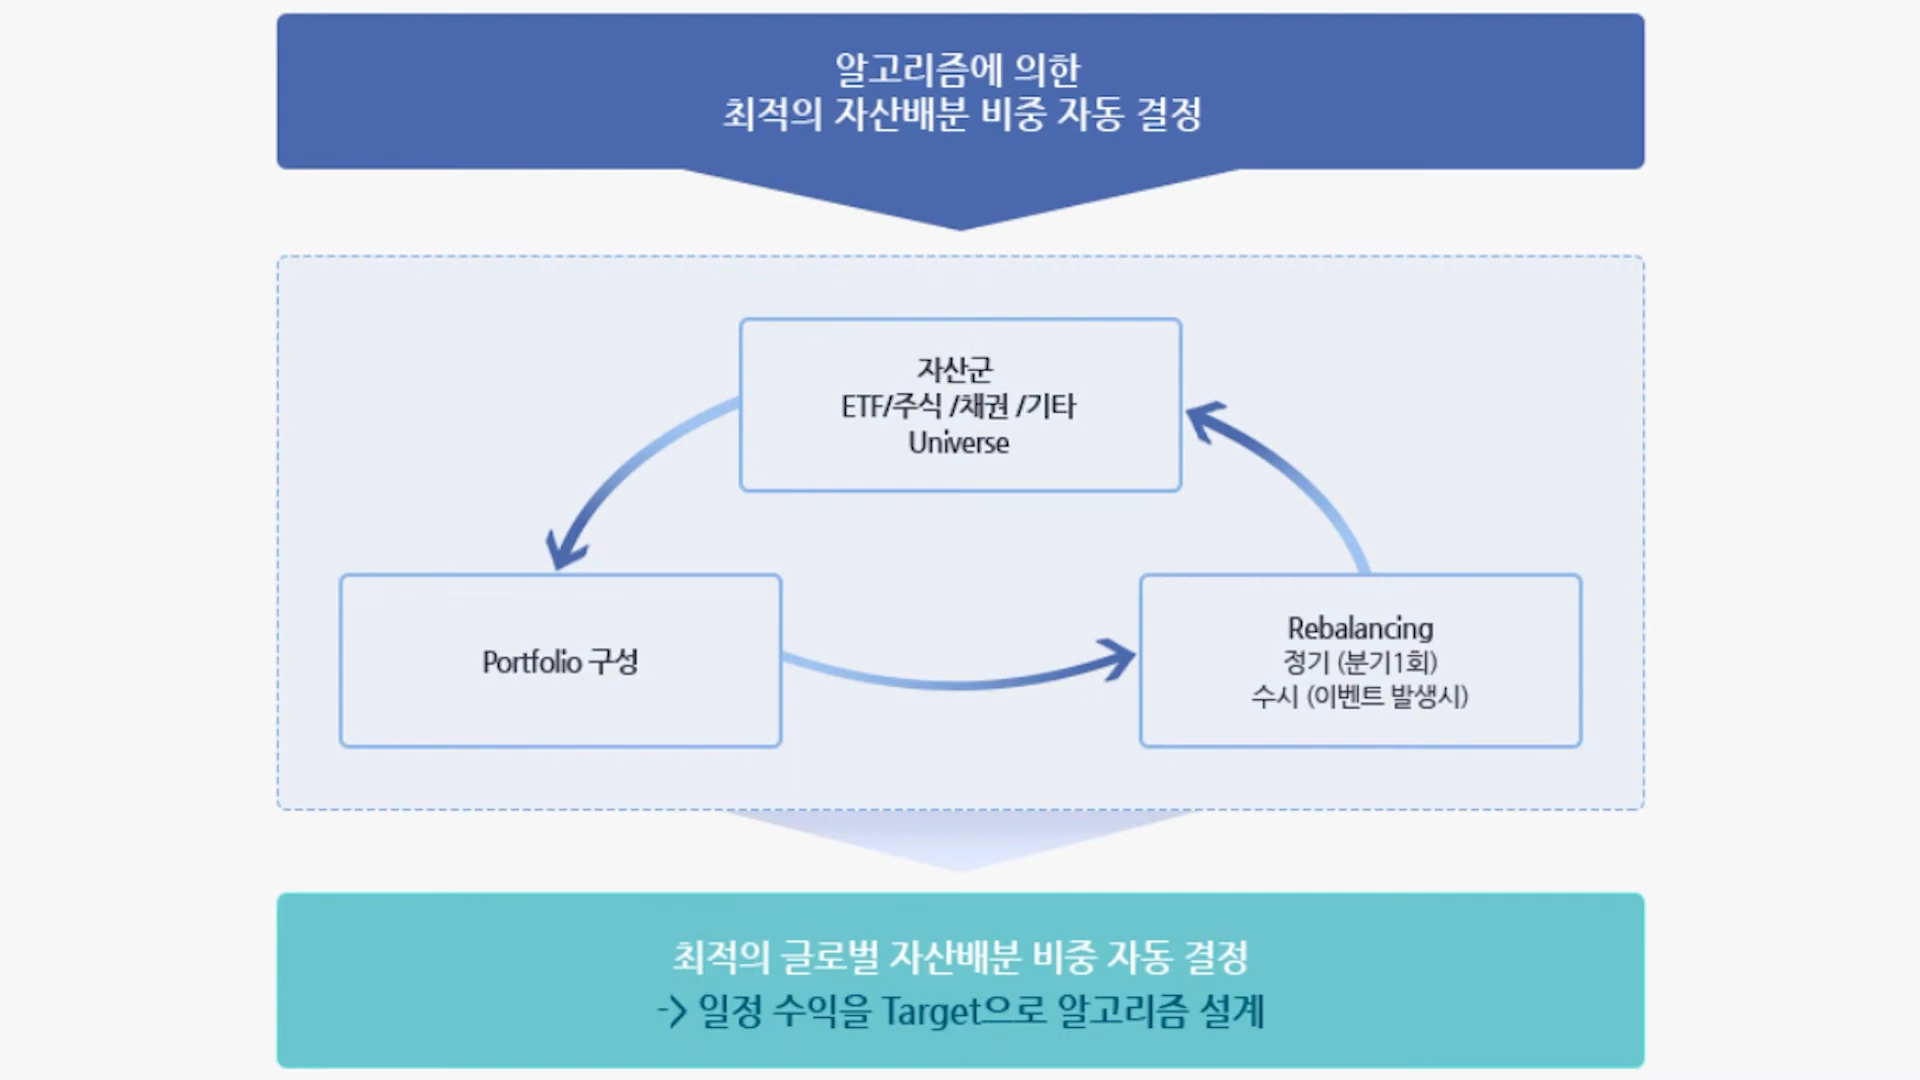 알고리즘에 의한
최적의 자산배분 비중 자동 결정
자산군
ETF/주식 /채권 /기타
Universe
Portfolio 구성
Rebalancing
정기 (분기1회)
수시 (이벤트 발생시)
최적의 글로벌 자산배분 비중 자동 결정
-> 일정 수익을 Target으로 알고리즘 설계